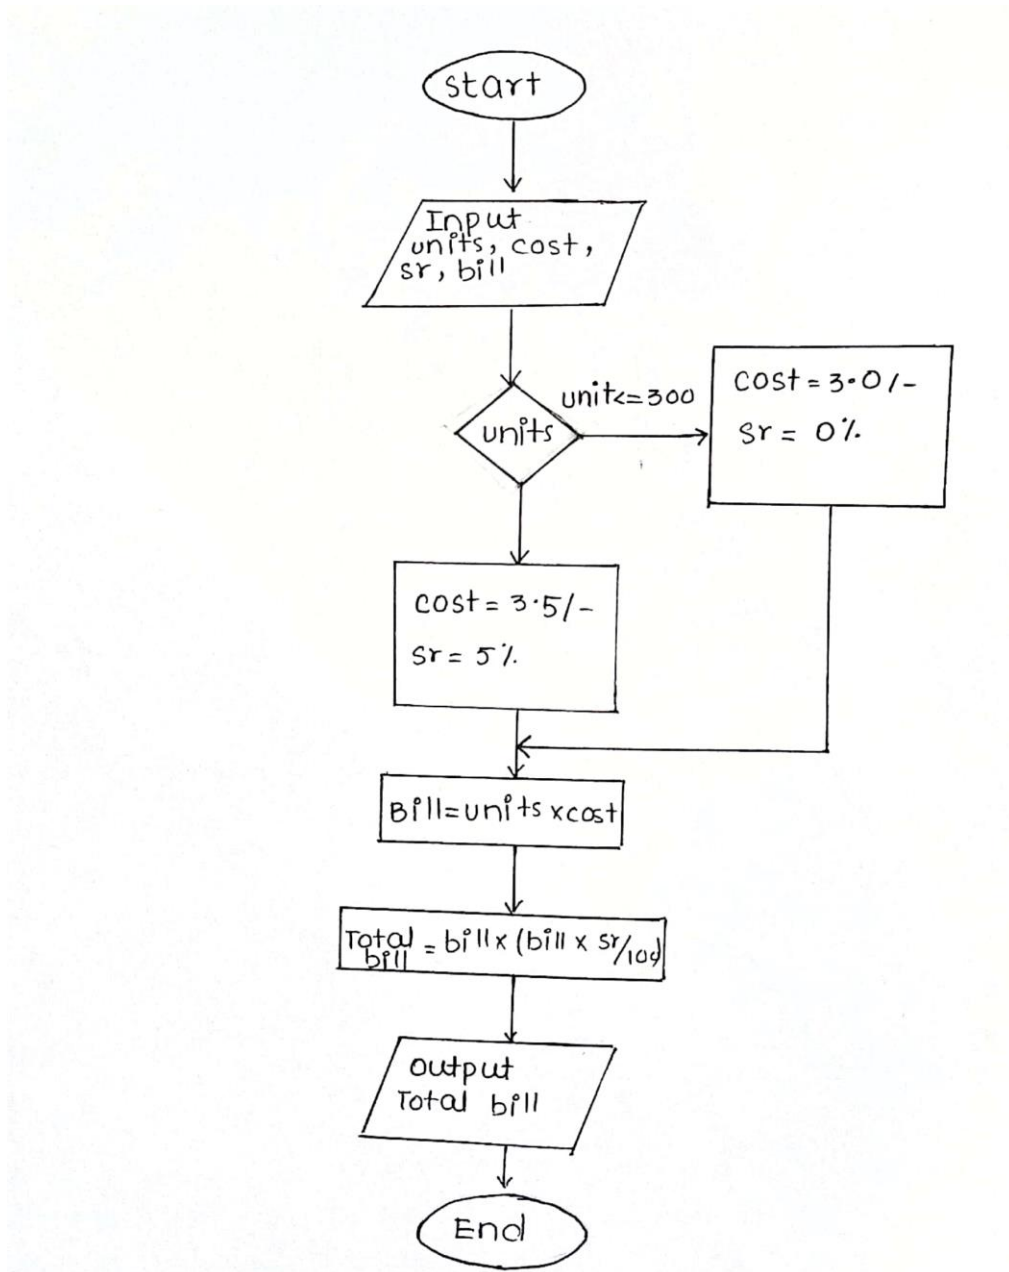 start
Input
units, cost,
sr, bill
units
unit<=300
cost = 3.0/-
sr = 0%
cost = 3.5/-
sr = 5%
Bill=units xcost
Total bill = bill x (bill x sr/100)
output
Total bill
End